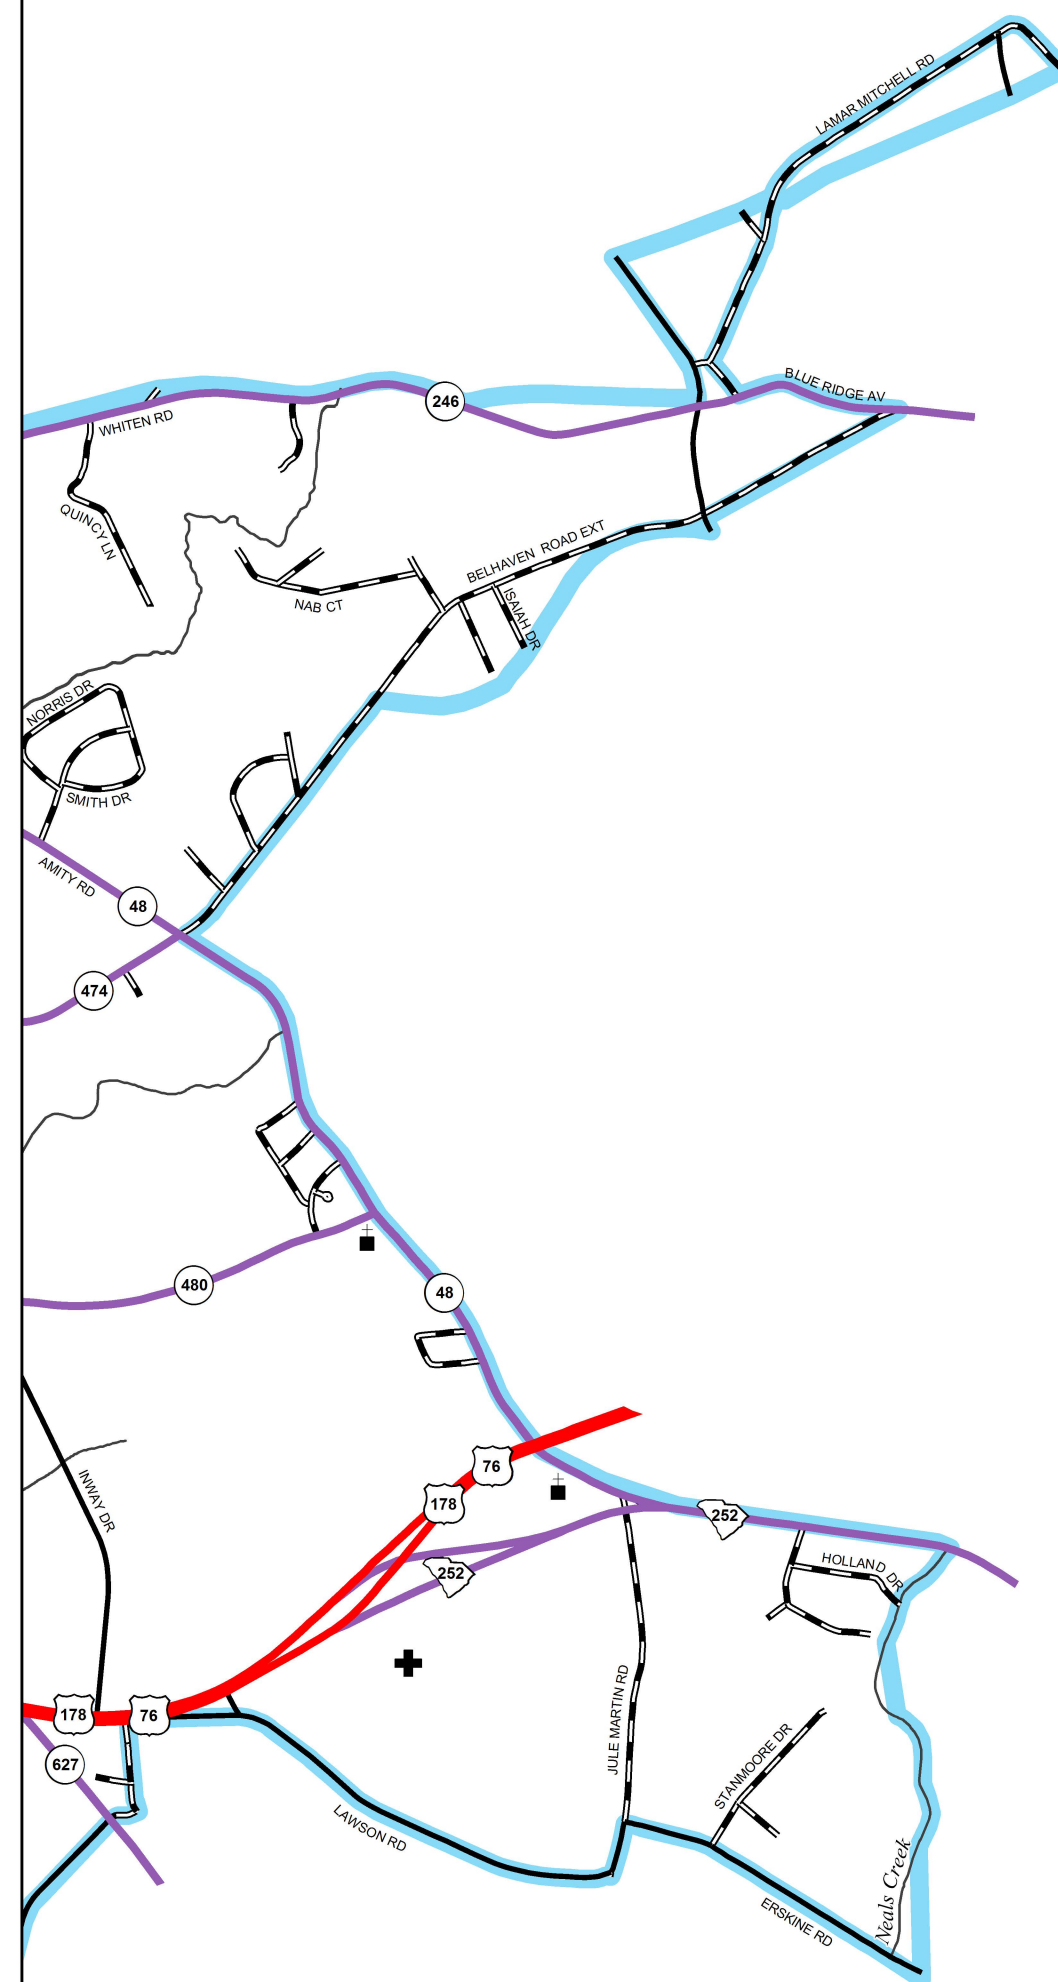 LAMAR MITCHELL RD
BLUE RIDGE AV
246
WHITEN RD
QUINCY LN
BELHAVEN ROAD EXT
NAB CT
ISAIAH DR
NORRIS DR
SMITH DR
AMITY RD
48
474
480
48
76
INWAY DR
178
252
252
HOLLAND DR
JULE MARTIN RD
178
76
STANMOORE DR
627
LAWSON RD
Neals Creek
ERSKINE RD